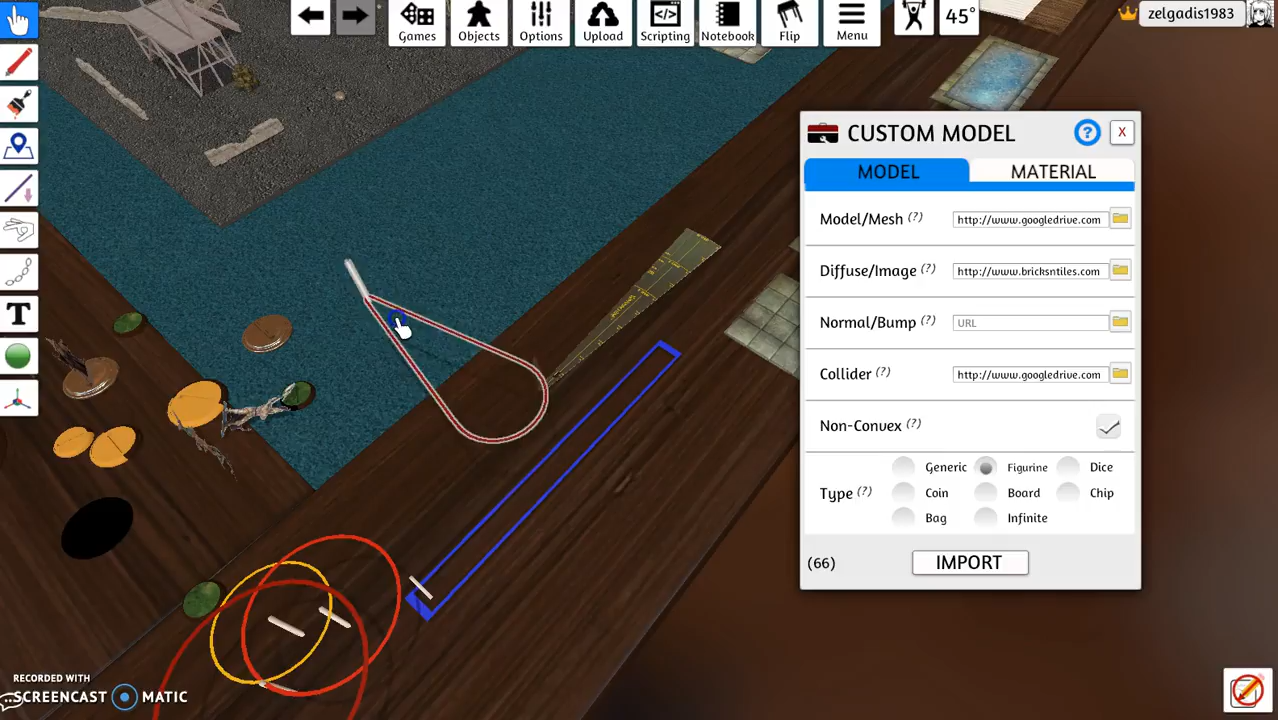 Games
Objects
Options
Upload
Scripting
Notebook
Flip
Menu
45°
zelgadis1983
T
CUSTOM MODEL
?
X
MODEL
MATERIAL
Model/Mesh (?)
http://www.googledrive.com
Diffuse/Image (?)
http://www.bricksntiles.com
Normal/Bump (?)
URL
Collider (?)
http://www.googledrive.com
Non-Convex (?)
Type (?)
Generic
Figurine
Dice
Coin
Board
Chip
Bag
Infinite
(66)
IMPORT
RECORDED WITH
SCREENCAST MATIC